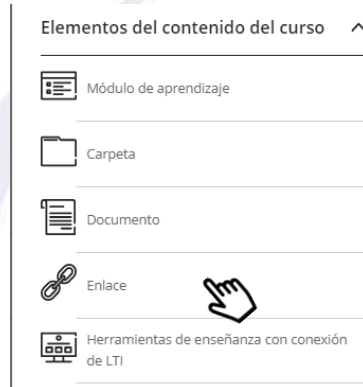 Elementos del contenido del curso
Módulo de aprendizaje
Carpeta
Documento
Enlace
Herramientas de enseñanza con conexión
de LTI